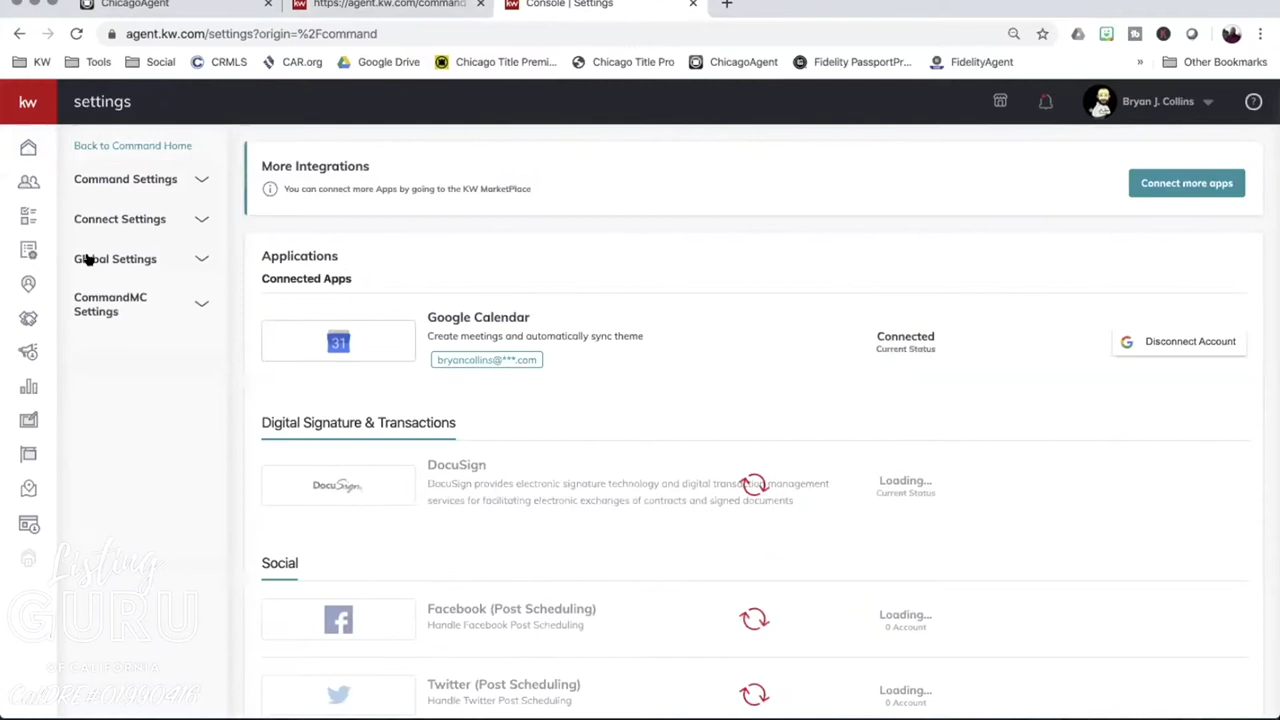 ChicagoAgent
https://agent.kw.com/command
Console | Settings
agent.kw.com/settings?origin=%2Fcommand
KW
Tools
Social
CRMLS
CAR.org
Google Drive
Chicago Title Premi...
Chicago Title Pro
ChicagoAgent
Fidelity PassportPr...
FidelityAgent
»
Other Bookmarks
kw
settings
Bryan J. Collins
Back to Command Home
Command Settings
Connect Settings
Global Settings
CommandMC
Settings
More Integrations
You can connect more Apps by going to the KW MarketPlace
Connect more apps
Applications
Connected Apps
31
Google Calendar
Create meetings and automatically sync theme
bryancollins@***.com
Connected
Current Status
Disconnect Account
Digital Signature & Transactions
DocuSign
DocuSign
DocuSign provides electronic signature technology and digital transaction management
services for facilitating electronic exchanges of contracts and signed documents
Loading...
Current Status
Social
Facebook (Post Scheduling)
Handle Facebook Post Scheduling
Loading...
0 Account
Twitter (Post Scheduling)
Handle Twitter Post Scheduling
Loading...
0 Account
Listing
GURU
OF CALIFORNIA